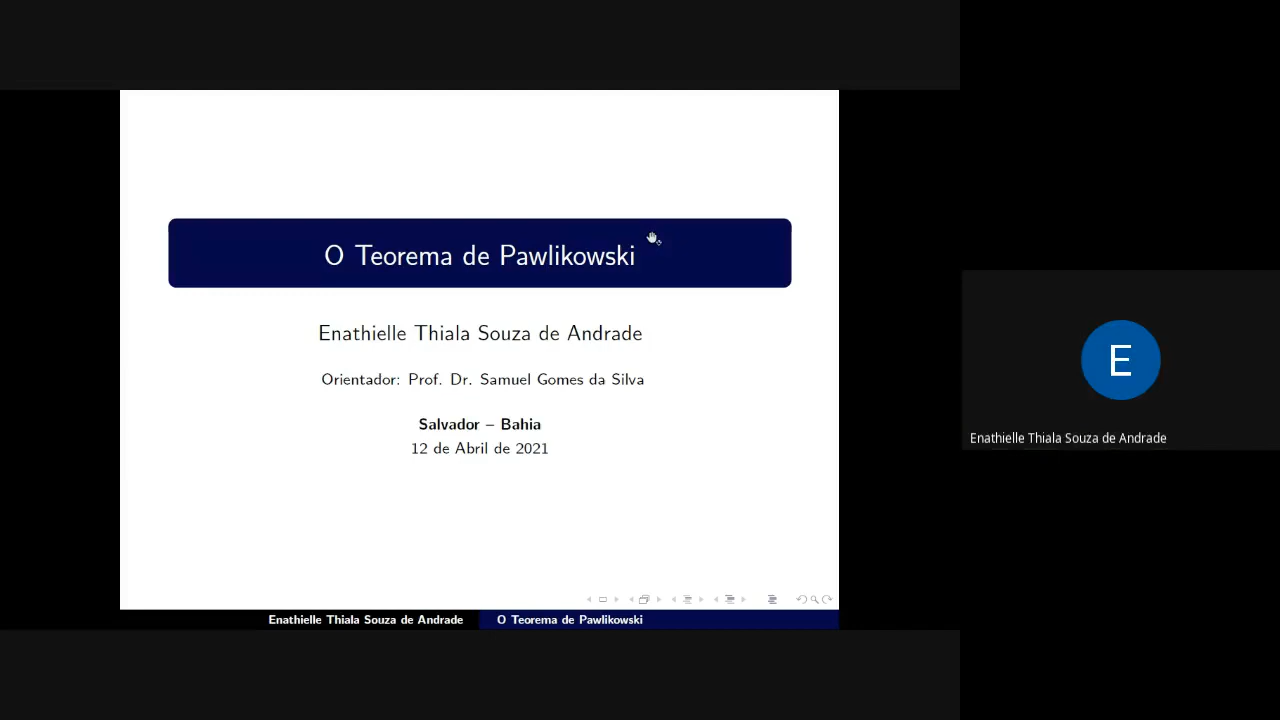 O Teorema de Pawlikowski
Enathielle Thiala Souza de Andrade
Orientador: Prof. Dr. Samuel Gomes da Silva
Salvador – Bahia
12 de Abril de 2021
Enathielle Thiala Souza de Andrade
O Teorema de Pawlikowski
E
Enathielle Thiala Souza de Andrade